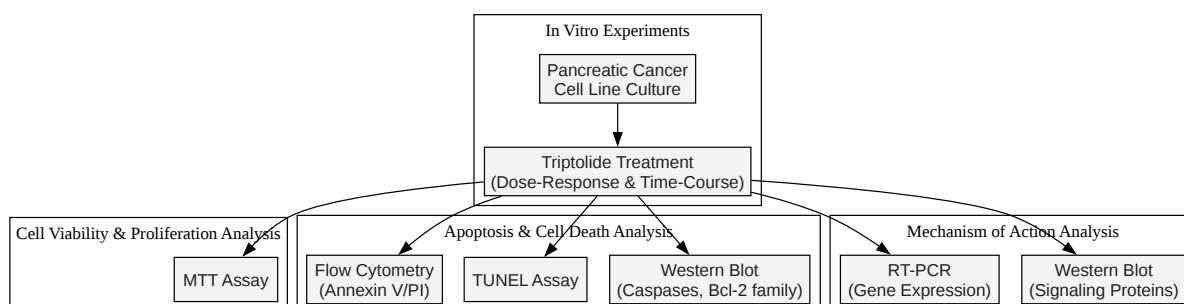 In Vitro Experiments
Pancreatic Cancer
Cell Line Culture
Triptolide Treatment
(Dose-Response & Time-Course)
Cell Viability & Proliferation Analysis
MTT Assay
Apoptosis & Cell Death Analysis
Flow Cytometry
(Annexin V/PI)
TUNEL Assay
Western Blot
(Caspases, Bcl-2 family)
Mechanism of Action Analysis
RT-PCR
(Gene Expression)
Western Blot
(Signaling Proteins)